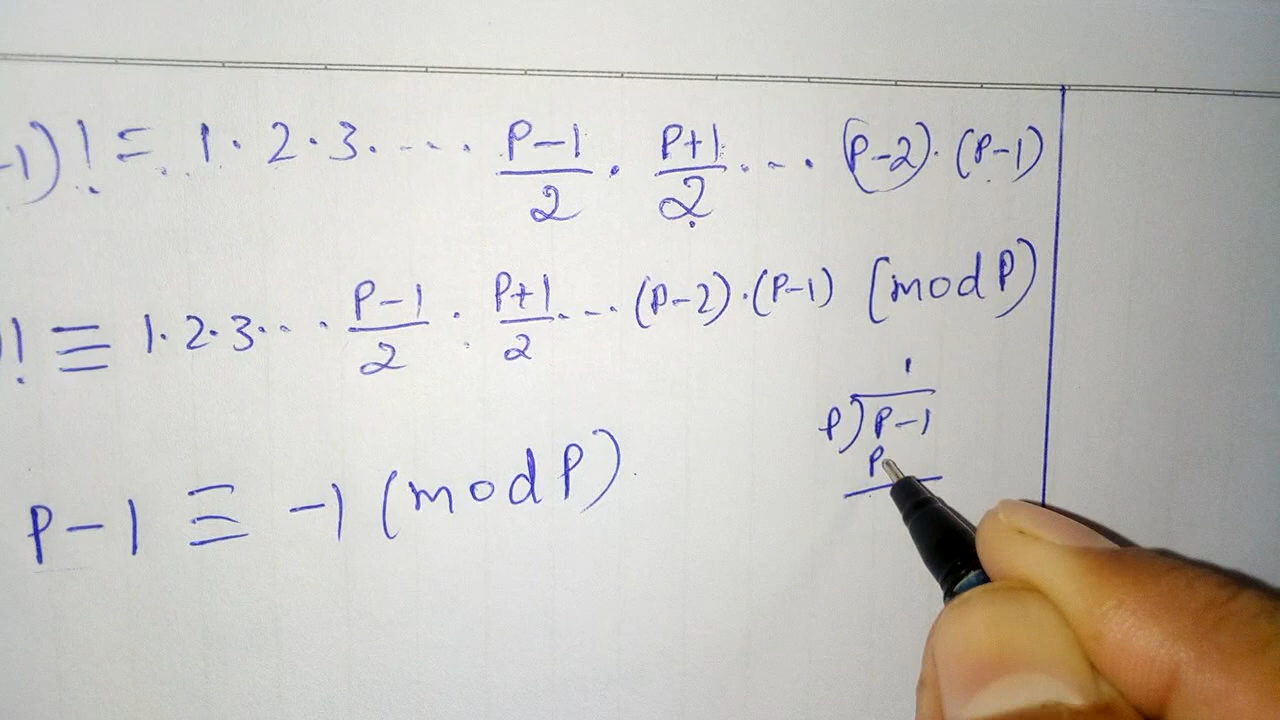 -1)! = 1 · 2 · 3 · ... · P-1/2 · P+1/2 · ... · (P-2) · (P-1)
)! ≡ 1 · 2 · 3 · ... · P-1/2 · P+1/2 · ... · (P-2) · (P-1) (mod P)
1
P)P-1
P
P-1 ≡ -1 (mod P)